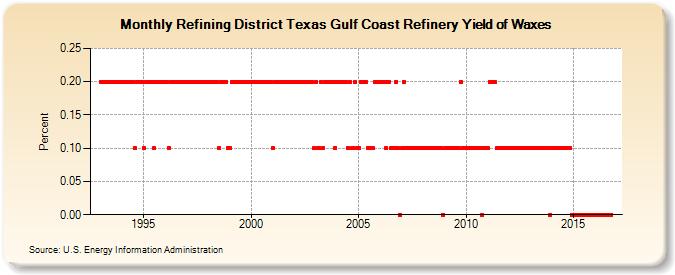 Monthly Refining District Texas Gulf Coast Refinery Yield of Waxes
0.25
0.20
0.15
0.10
0.05
0.00
Percent
1995 2000 2005 2010 2015
Source: U.S. Energy Information Administration